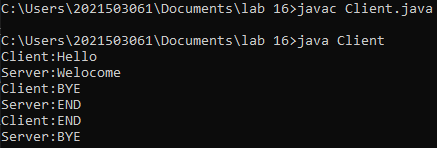 C:\Users\2021503061\Documents\lab 16>javac Client.java
C:\Users\2021503061\Documents\lab 16>java Client
Client:Hello
Server:Welocome
Client:BYE
Server:END
Client:END
Server:BYE